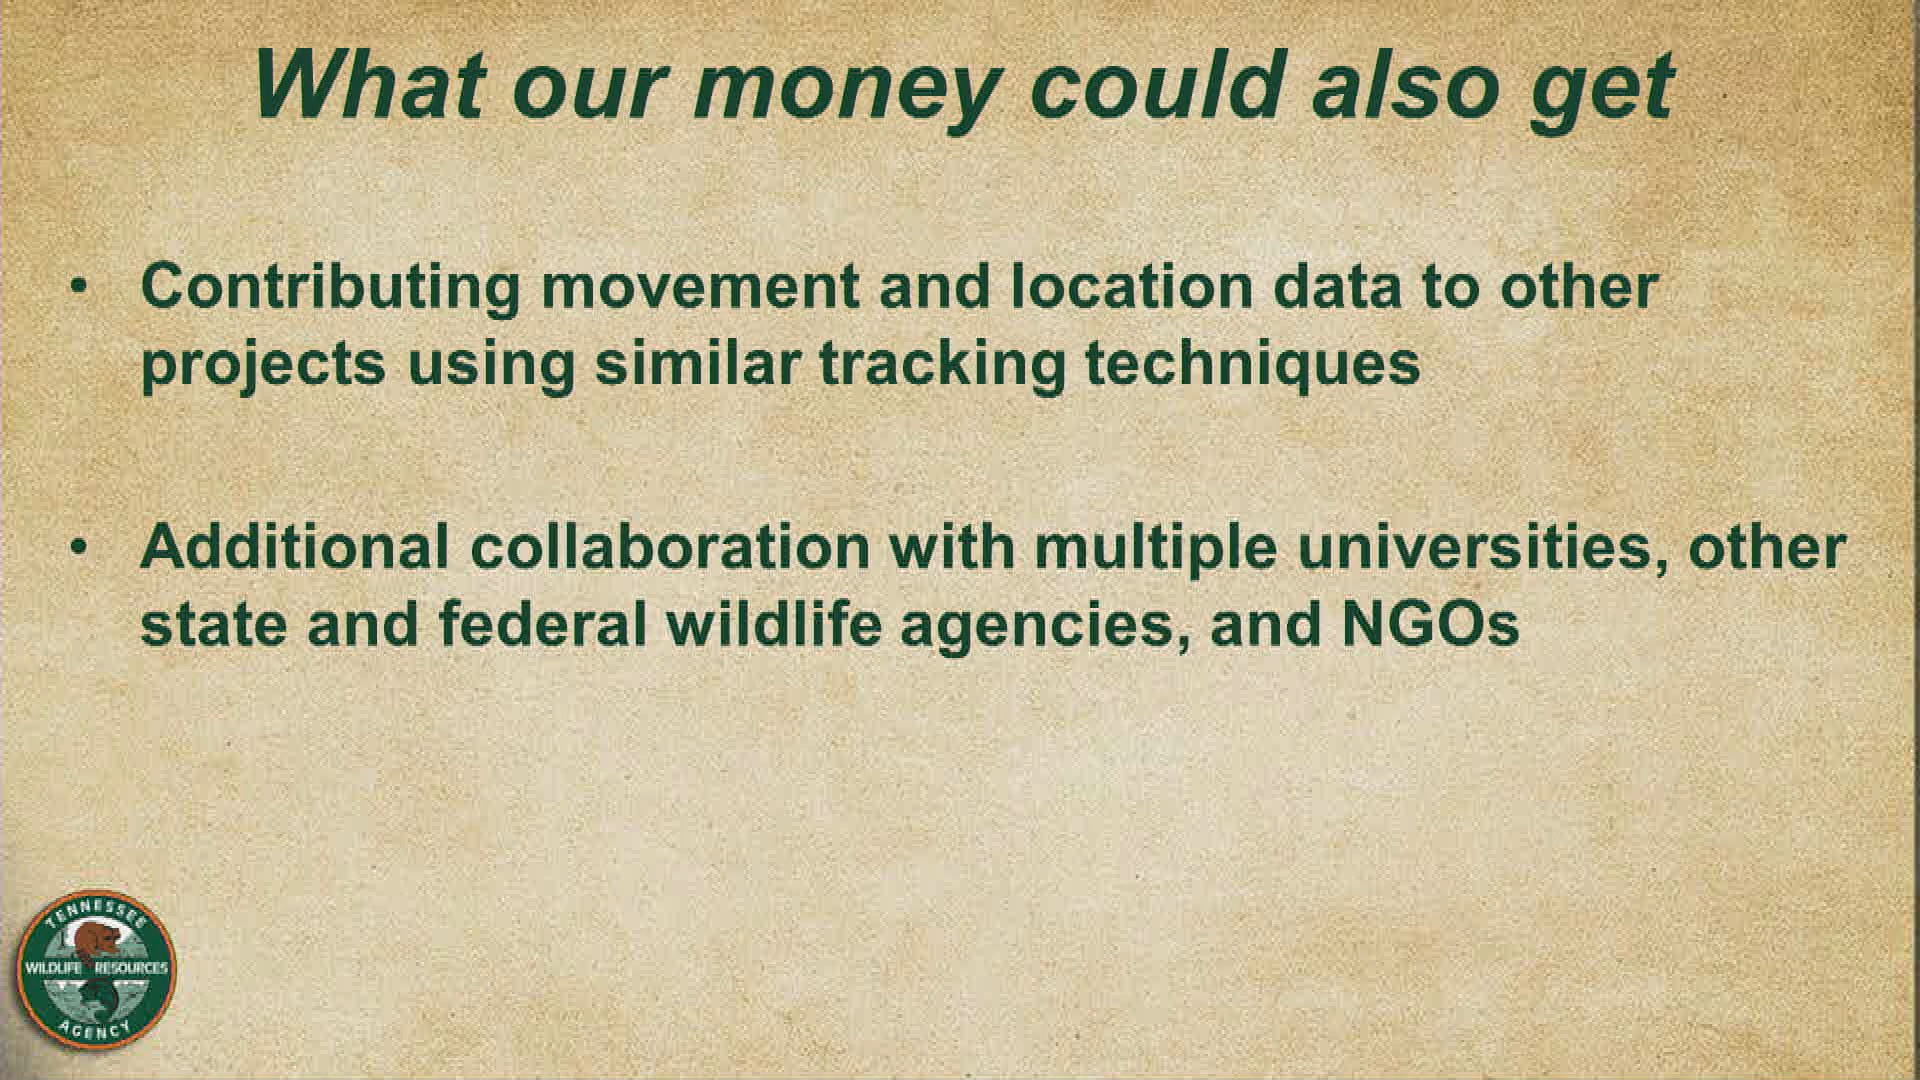 What our money could also get
• Contributing movement and location data to other
projects using similar tracking techniques
• Additional collaboration with multiple universities, other
state and federal wildlife agencies, and NGOs
TENNESSEE
WILDLIFE RESOURCES
AGENCY